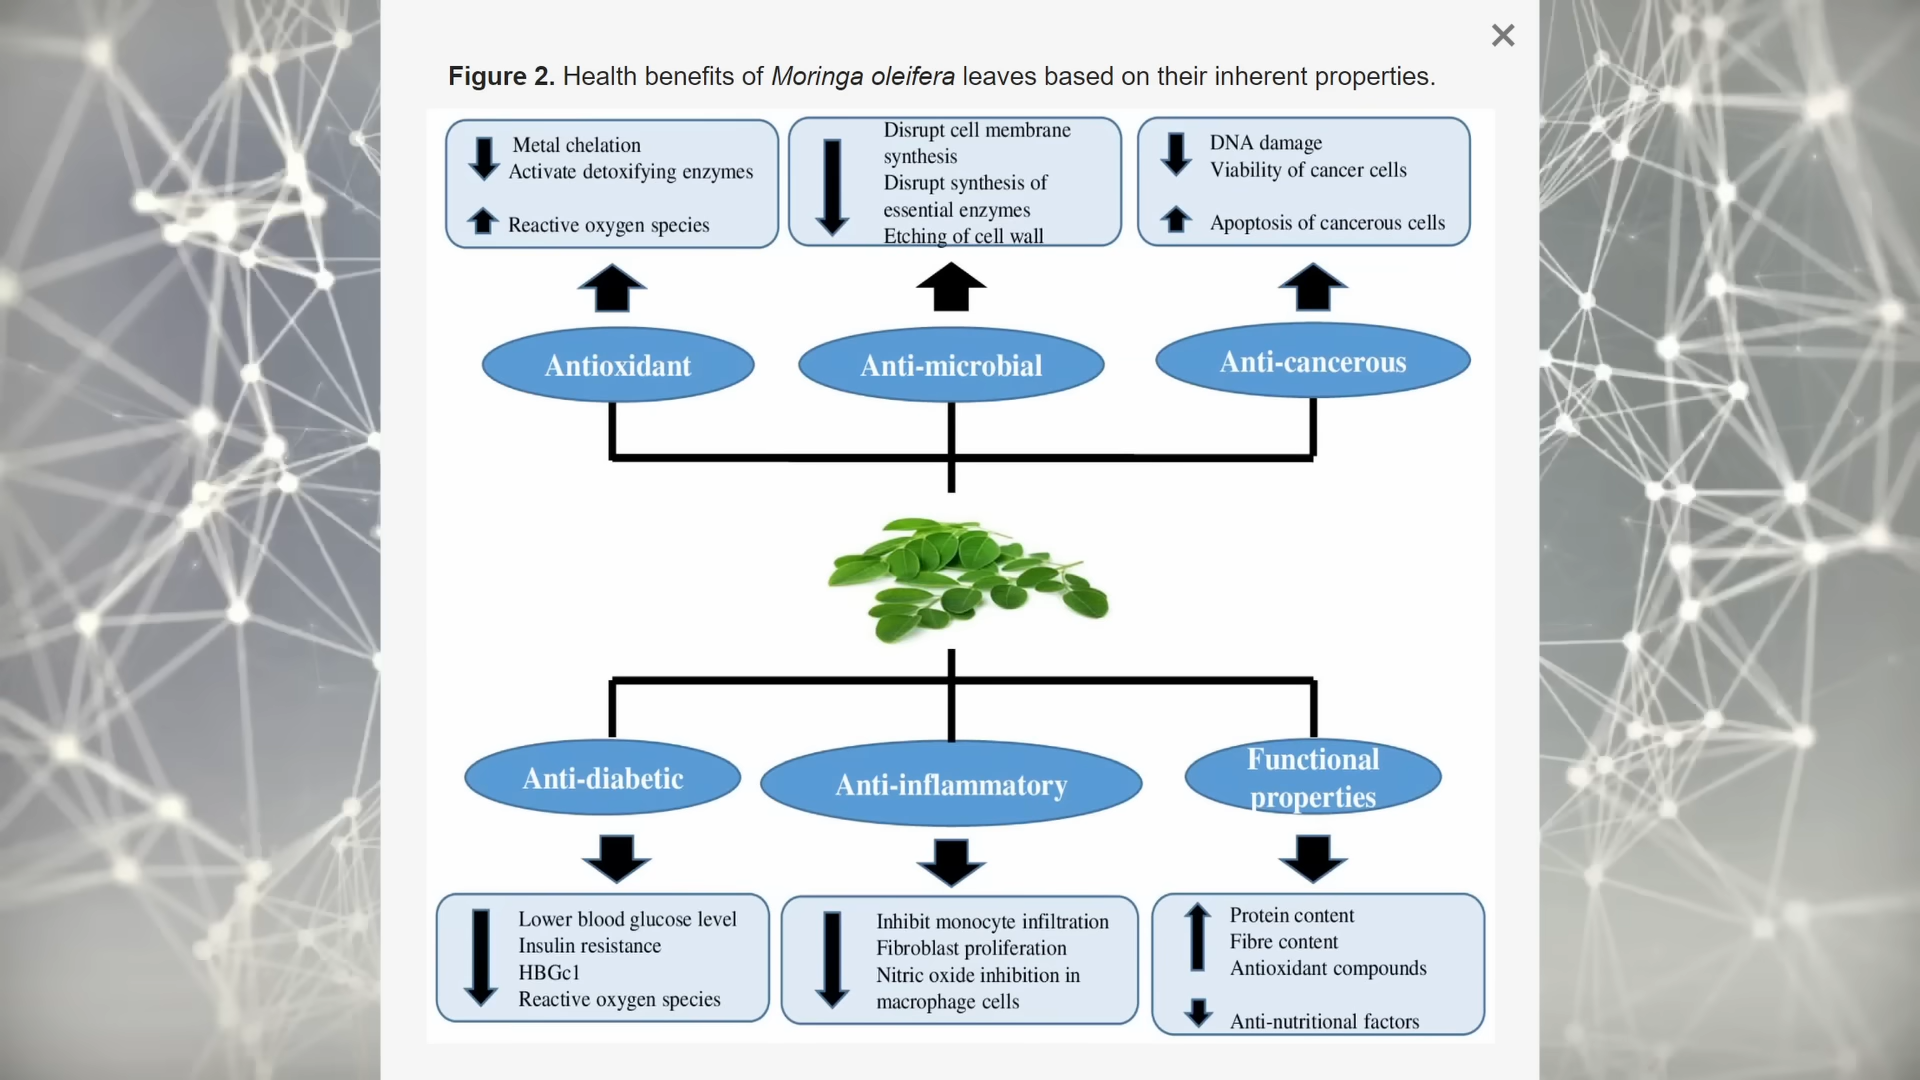 Figure 2. Health benefits of Moringa oleifera leaves based on their inherent properties.
Metal chelation
Activate detoxifying enzymes
Reactive oxygen species
Disrupt cell membrane
synthesis
Disrupt synthesis of
essential enzymes
Etching of cell wall
DNA damage
Viability of cancer cells
Apoptosis of cancerous cells
Antioxidant
Anti-microbial
Anti-cancerous
Anti-diabetic
Anti-inflammatory
Functional
properties
Lower blood glucose level
Insulin resistance
HBGc1
Reactive oxygen species
Inhibit monocyte infiltration
Fibroblast proliferation
Nitric oxide inhibition in
macrophage cells
Protein content
Fibre content
Antioxidant compounds
Anti-nutritional factors